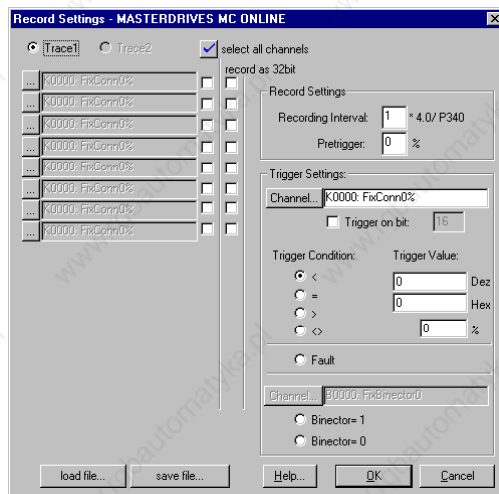 Record Settings - MASTERDRIVES MC ONLINE
Trace1 Trace2 select all channels
record as 32bit
... K0000: FixConn0%
... K0000: FixConn0%
... K0000: FixConn0%
... K0000: FixConn0%
... K0000: FixConn0%
... K0000: FixConn0%
... K0000: FixConn0%
... K0000: FixConn0%
Record Settings
Recording Interval: 1 * 4.0/ P340
Pretrigger: 0 %
Trigger Settings:
Channel... K0000: FixConn0%
Trigger on bit: 16
Trigger Condition: Trigger Value:
<
0 Dez
=
0 Hex
>
<> 0 %
Fault
Channel... B0000: FixBinector0
Binector= 1
Binector= 0
load file... save file... Help... OK Cancel
www.rgbautomatyka.pl